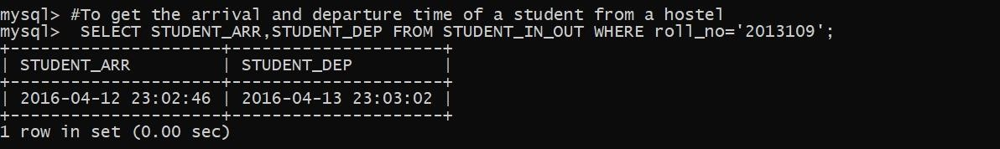 mysql> #To get the arrival and departure time of a student from a hostel
mysql>  SELECT STUDENT_ARR,STUDENT_DEP FROM STUDENT_IN_OUT WHERE roll_no='2013109';
+---------------------+---------------------+
| STUDENT_ARR         | STUDENT_DEP         |
+---------------------+---------------------+
| 2016-04-12 23:02:46 | 2016-04-13 23:03:02 |
+---------------------+---------------------+
1 row in set (0.00 sec)